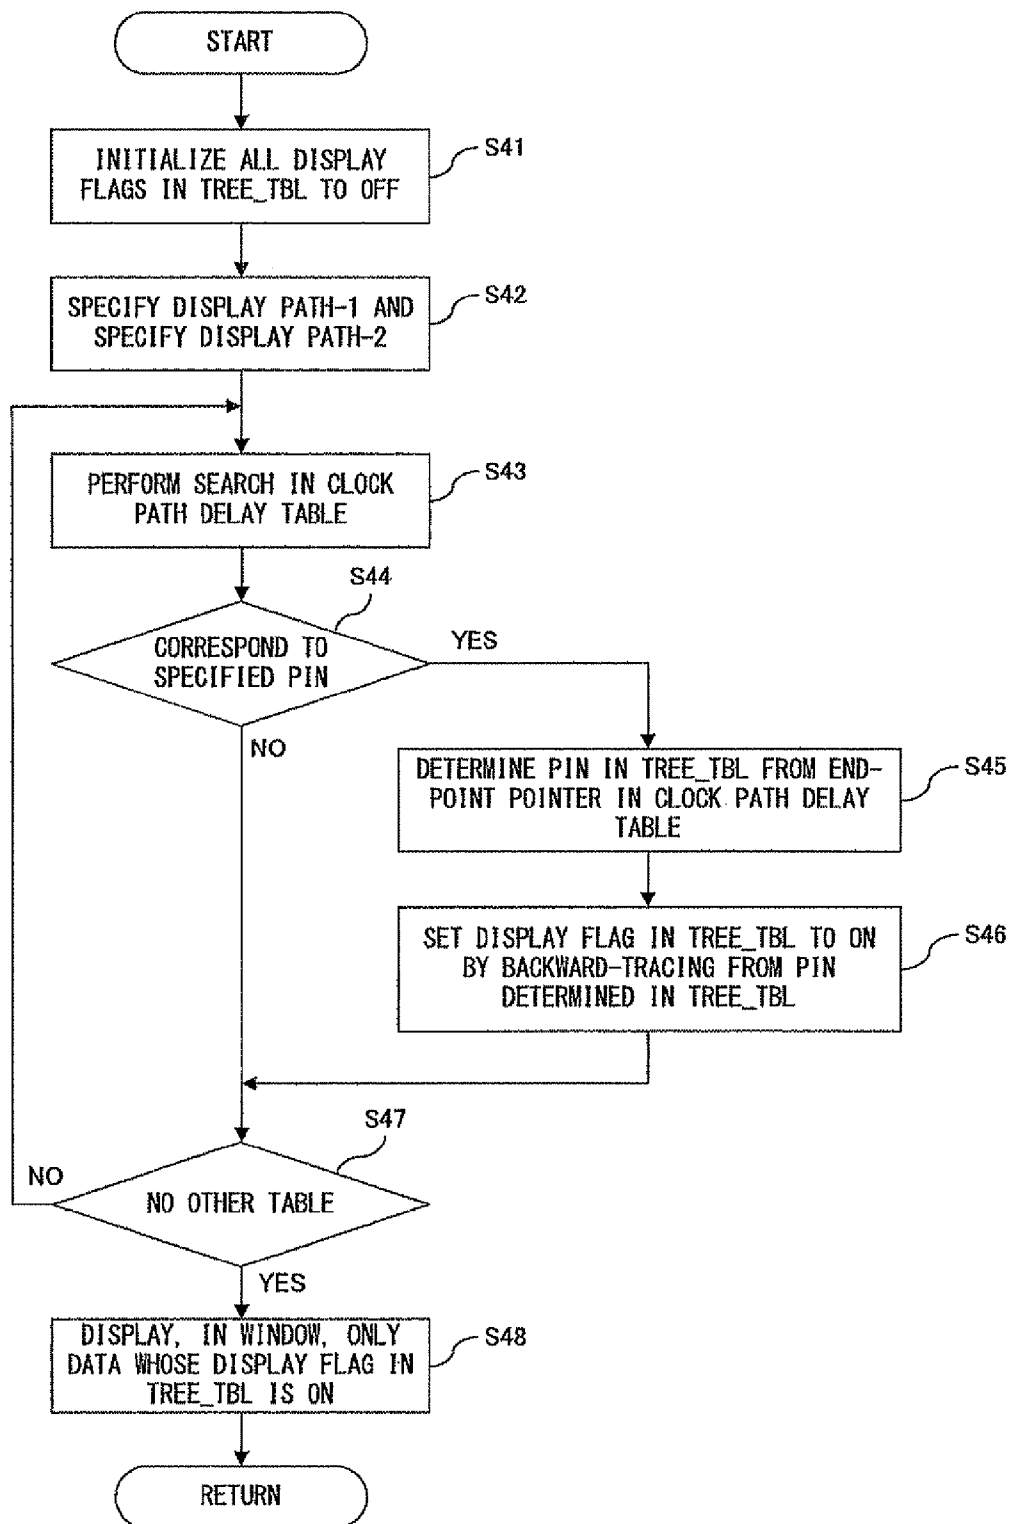 START
INITIALIZE ALL DISPLAY
FLAGS IN TREE_TBL TO OFF
S41
SPECIFY DISPLAY PATH-1 AND
SPECIFY DISPLAY PATH-2
S42
PERFORM SEARCH IN CLOCK
PATH DELAY TABLE
S43
S44
CORRESPOND TO
SPECIFIED PIN
YES
NO
DETERMINE PIN IN TREE_TBL FROM END-
POINT POINTER IN CLOCK PATH DELAY
TABLE
S45
SET DISPLAY FLAG IN TREE_TBL TO ON
BY BACKWARD-TRACING FROM PIN
DETERMINED IN TREE_TBL
S46
S47
NO
NO OTHER TABLE
YES
DISPLAY, IN WINDOW, ONLY
DATA WHOSE DISPLAY FLAG IN
TREE_TBL IS ON
S48
RETURN